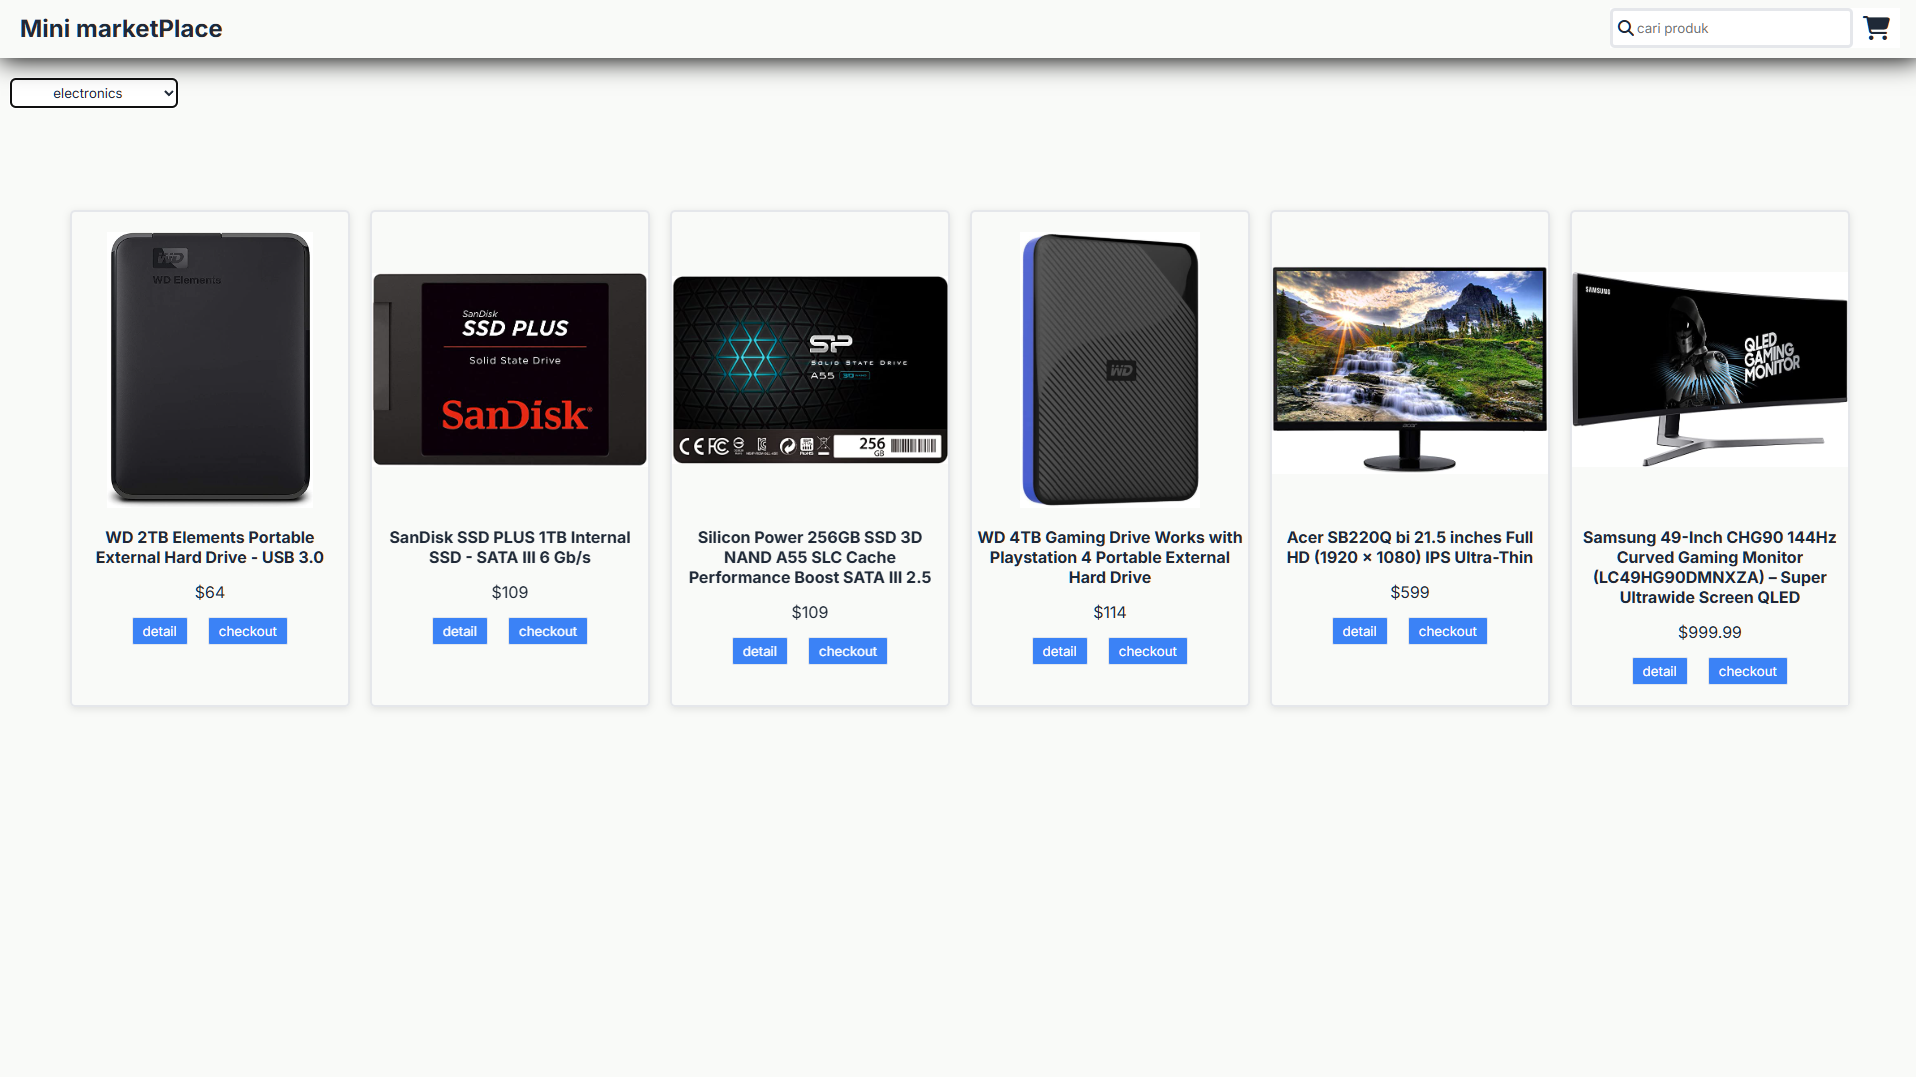 Mini marketPlace
cari produk
electronics
WD
WD Elements
SanDisk
SSD PLUS
Solid State Drive
SanDisk
SP
SOLID STATE DRIVE
A55
256
GB
WD
acer
SAMSUNG
QLED
GAMING
MONITOR
WD 2TB Elements Portable
External Hard Drive - USB 3.0
$64
detail checkout
SanDisk SSD PLUS 1TB Internal
SSD - SATA III 6 Gb/s
$109
detail checkout
Silicon Power 256GB SSD 3D
NAND A55 SLC Cache
Performance Boost SATA III 2.5
$109
detail checkout
WD 4TB Gaming Drive Works with
Playstation 4 Portable External
Hard Drive
$114
detail checkout
Acer SB220Q bi 21.5 inches Full
HD (1920 × 1080) IPS Ultra-Thin
$599
detail checkout
Samsung 49-Inch CHG90 144Hz
Curved Gaming Monitor
(LC49HG90DMNXZA) – Super
Ultrawide Screen QLED
$999.99
detail checkout